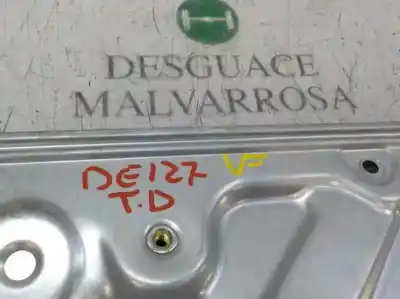 DESGUACE
MALVARROSA
DE127 VF
T.D